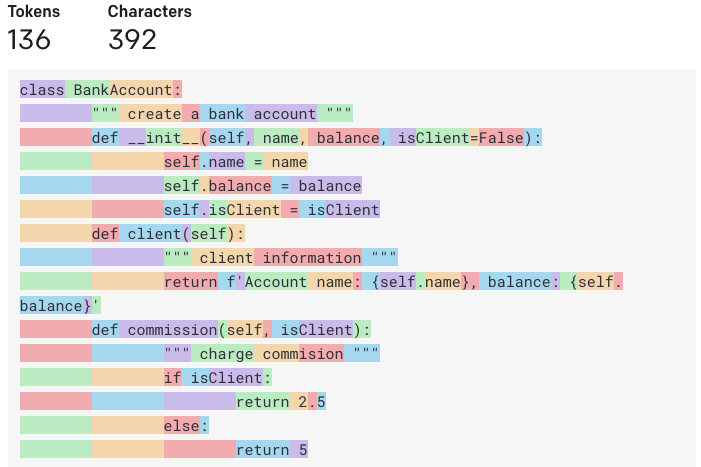 Tokens Characters
136 392
class BankAccount:
        """ create a bank account """
        def __init__(self, name, balance, isClient=False):
                self.name = name
                self.balance = balance
                self.isClient = isClient
        def client(self):
                """ client information """
                return f'Account name: {self.name}, balance: {self.
balance}'
        def commission(self, isClient):
                """ charge commision """
                if isClient:
                        return 2.5
                else:
                        return 5